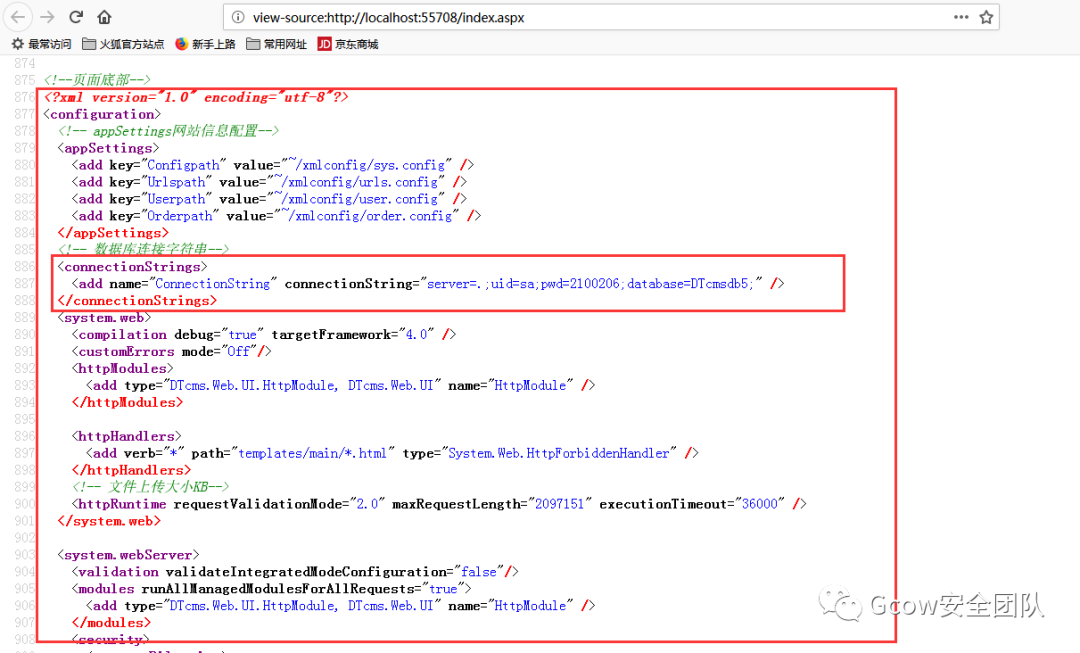 view-source:http://localhost:55708/index.aspx
最常访问 火狐官方站点 新手上路 常用网址 JD 京东商城
874
875 <!--页面底部-->
876 <?xml version="1.0" encoding="utf-8"?>
877 <configuration>
878 <!-- appSettings网站信息配置-->
879 <appSettings>
880 <add key="Configpath" value="~/xmlconfig/sys.config" />
881 <add key="Urlspath" value="~/xmlconfig/urls.config" />
882 <add key="Userpath" value="~/xmlconfig/user.config" />
883 <add key="Orderpath" value="~/xmlconfig/order.config" />
884 </appSettings>
885 <!-- 数据库连接字符串-->
886 <connectionStrings>
887 <add name="ConnectionString" connectionString="server=.;uid=sa;pwd=2100206;database=DTcmsdb5;" />
888 </connectionStrings>
889 <system.web>
890 <compilation debug="true" targetFramework="4.0" />
891 <customErrors mode="Off"/>
892 <httpModules>
893 <add type="DTcms.Web.UI.HttpModule, DTcms.Web.UI" name="HttpModule" />
894 </httpModules>
895
896 <httpHandlers>
897 <add verb="*" path="templates/main/*.html" type="System.Web.HttpForbiddenHandler" />
898 </httpHandlers>
899 <!-- 文件上传大小KB-->
900 <httpRuntime requestValidationMode="2.0" maxRequestLength="2097151" executionTimeout="36000" />
901 </system.web>
902
903 <system.webServer>
904 <validation validateIntegratedModeConfiguration="false"/>
905 <modules runAllManagedModulesForAllRequests="true">
906 <add type="DTcms.Web.UI.HttpModule, DTcms.Web.UI" name="HttpModule" />
907 </modules>
908 <security>
Gcow安全团队